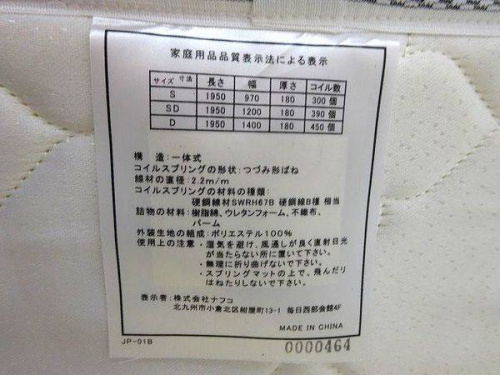 家庭用品品質表示法による表示
サイズ 寸法 長さ 幅 厚さ コイル数
S 1950 970 180 300 個
SD 1950 1200 180 390 個
D 1950 1400 180 450 個
構 造:一体式
コイルスプリングの形状:つづみ形ばね
線材の直径:2.2m/m
コイルスプリングの材料の種類:
硬鋼線材SWRH67B 硬鋼線B種 相当
詰物の材料:樹脂綿、ウレタンフォーム、不織布、
パーム
外装生地の組成:ポリエステル100%
使用上の注意 ・湿気を避け、風通しが良く直射日光
が当たらない所に置いて下さい。
・無理に折り曲げないで下さい。
・スプリングマットの上で、飛んだり
はねたりしないで下さい。
表示者:株式会社ナフコ
北九州市小倉北区紺屋町13-1 毎日西部会館4F
MADE IN CHINA
JP-01B
0000464